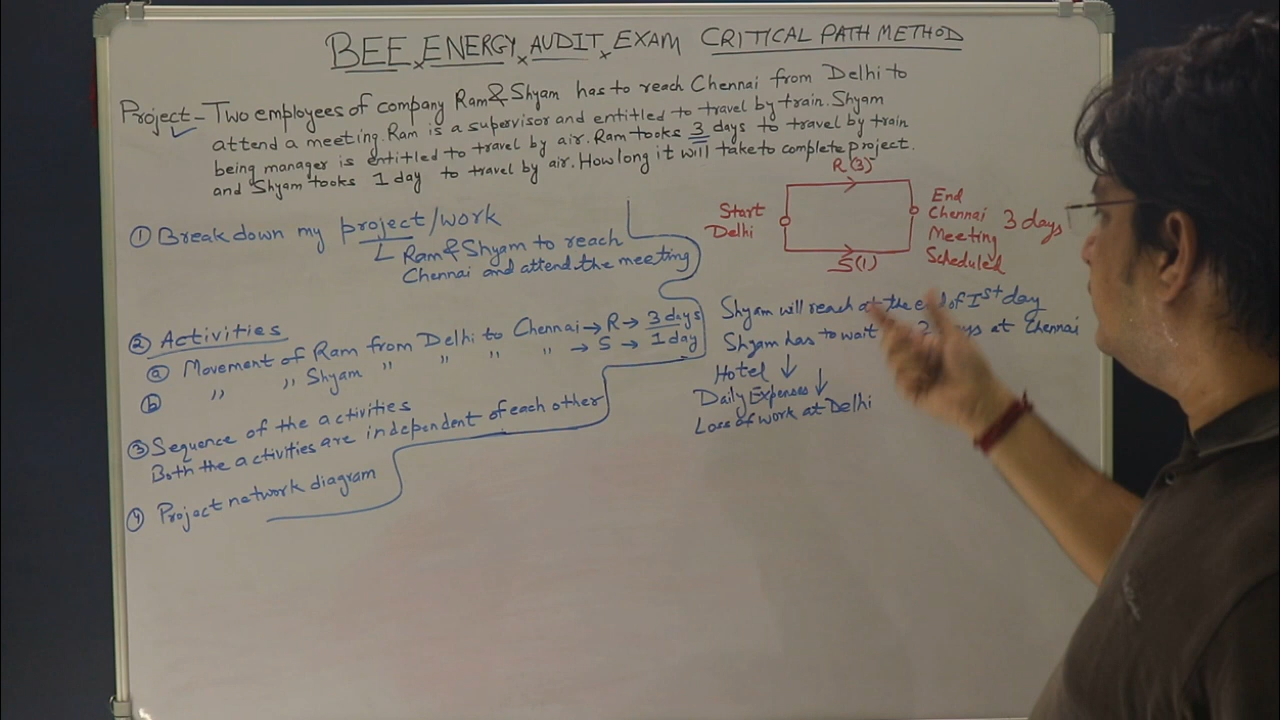 BEE ENERGY AUDIT EXAM CRITICAL PATH METHOD
Project - Two employees of company Ram & Shyam has to reach Chennai from Delhi to
attend a meeting. Ram is a supervisor and entitled to travel by train. Shyam
being manager is entitled to travel by air. Ram tooks 3 days to travel by train
and Shyam tooks 1 day to travel by air. How long it will take to complete project.
① Break down my project/work
Ram & Shyam to reach
Chennai and attend the meeting
② Activities
ⓐ Movement of Ram from Delhi to Chennai → R → 3 days
ⓑ " " Shyam " " " → S → 1 day
③ Sequence of the activities
Both the activities are independent of each other
④ Project network diagram
R(3)
Start
Delhi
S(1)
End
Chennai
Meeting
Scheduled
3 days
Shyam will reach at the end of Ist day
Shyam has to wait at Chennai
Hotel ↓
Daily Expenses ↓
Loss of work at Delhi